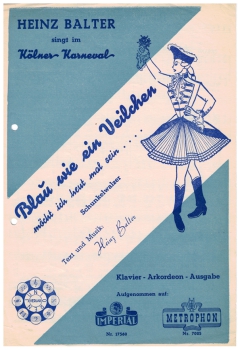 HEINZ BALTER
singt im
Kölner Karneval
Blau wie ein Veilchen
möcht ich heut mal sein....
Schunkelwalzer
Text und Musik:
Heinz Balter
Klavier - Akkordeon - Ausgabe
Aufgenommen auf:
IMPERIAL
METROPHON